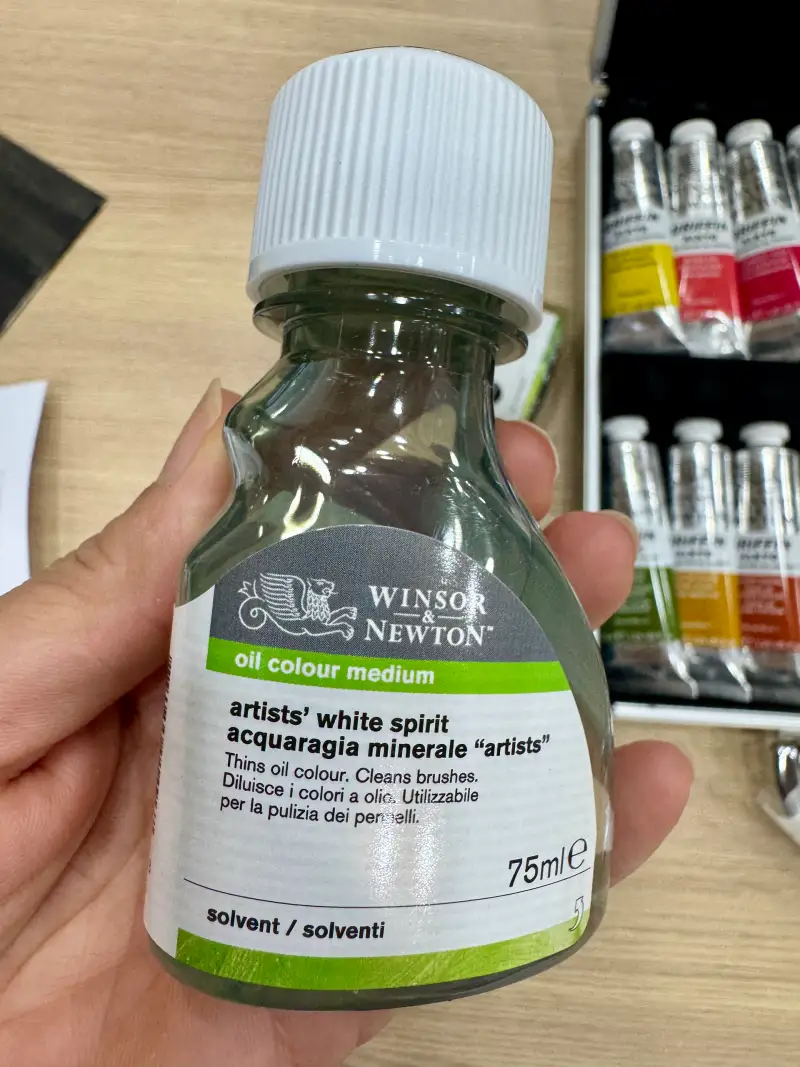 WINSOR
&
NEWTON™
oil colour medium
artists’ white spirit
acquaragia minerale “artists”
Thins oil colour. Cleans brushes.
Diluisce i colori a olio. Utilizzabile
per la pulizia dei pennelli.
75ml℮
solvent / solventi